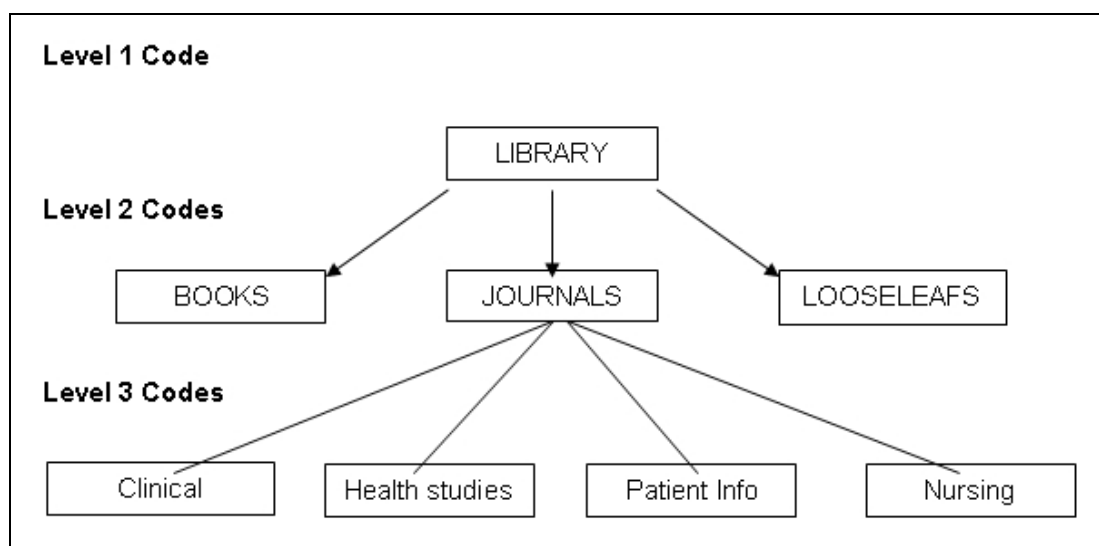 Level 1 Code
LIBRARY
Level 2 Codes
BOOKS
JOURNALS
LOOSELEAFS
Level 3 Codes
Clinical
Health studies
Patient Info
Nursing